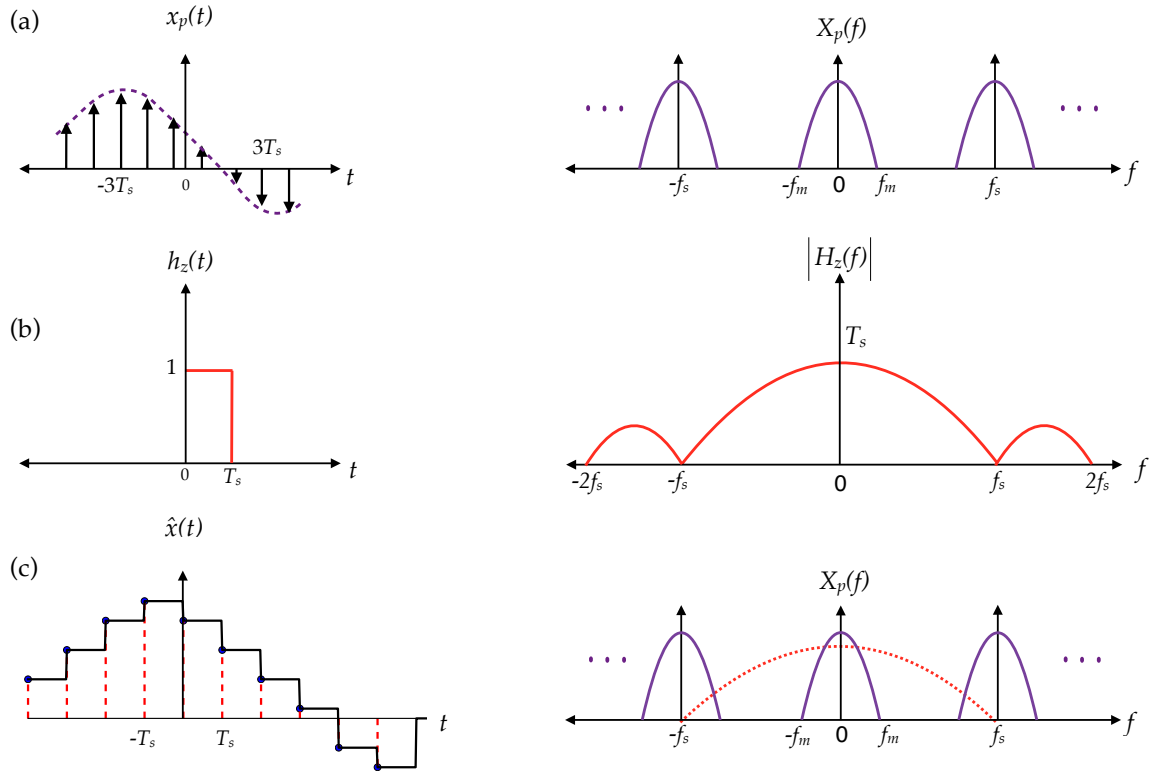 (a)
x_p(t)
-3T_s
0
3T_s
t
X_p(f)
• • •
• • •
-f_s
-f_m
0
f_m
f_s
f
(b)
h_z(t)
1
0
T_s
t
|H_z(f)|
T_s
-2f_s
-f_s
0
f_s
2f_s
f
(c)
x̂(t)
-T_s
T_s
t
X_p(f)
• • •
• • •
-f_s
-f_m
0
f_m
f_s
f